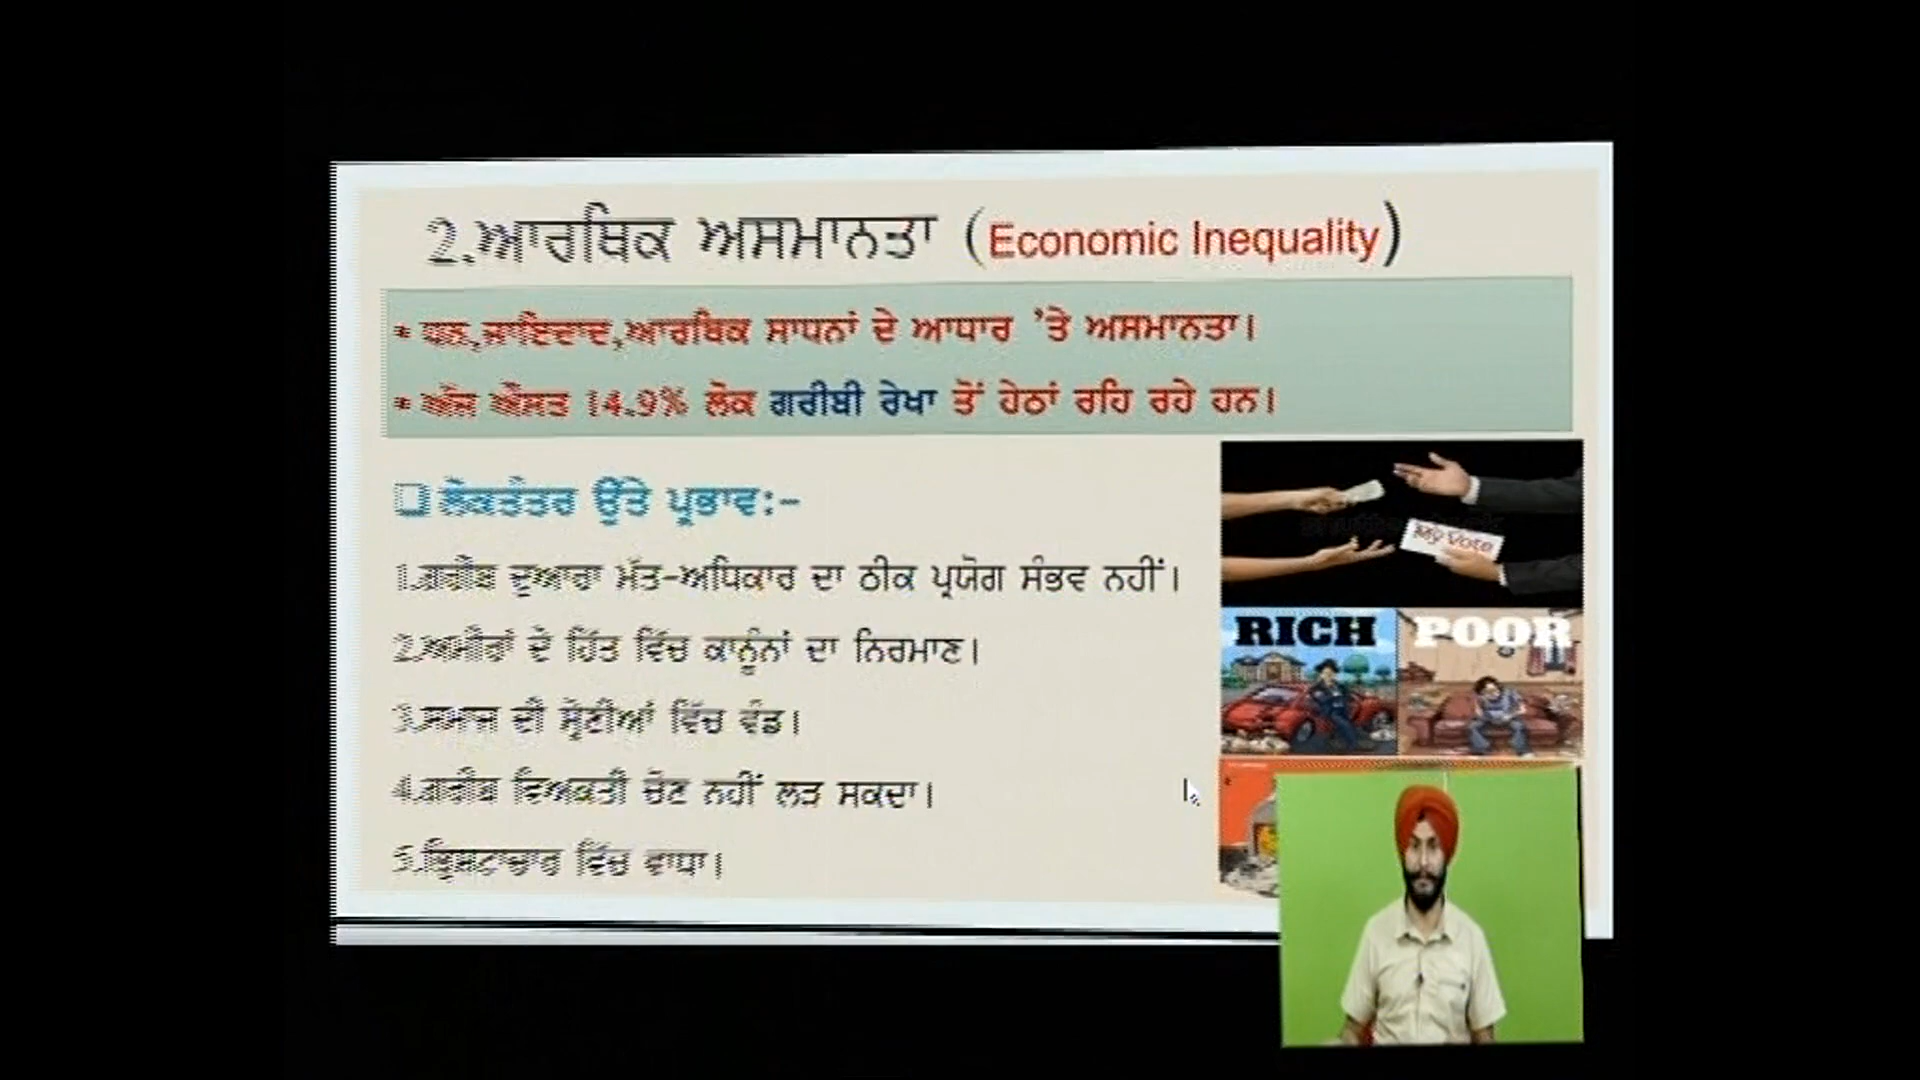 2.ਆਰਥਿਕ ਅਸਮਾਨਤਾ (Economic Inequality)
* ਧਨ,ਜਾਇਦਾਦ,ਆਰਥਿਕ ਸਾਧਨਾਂ ਦੇ ਆਧਾਰ 'ਤੇ ਅਸਮਾਨਤਾ।
* ਅੱਜ ਔਸਤ 14.9% ਲੋਕ ਗਰੀਬੀ ਰੇਖਾ ਤੋਂ ਹੇਠਾਂ ਰਹਿ ਰਹੇ ਹਨ।
ਲੋਕਤੰਤਰ ਉੱਤੇ ਪ੍ਰਭਾਵ:-
1.ਗਰੀਬ ਦੁਆਰਾ ਮੱਤ-ਅਧਿਕਾਰ ਦਾ ਠੀਕ ਪ੍ਰਯੋਗ ਸੰਭਵ ਨਹੀਂ।
2.ਅਮੀਰਾਂ ਦੇ ਹਿੱਤ ਵਿੱਚ ਕਾਨੂੰਨਾਂ ਦਾ ਨਿਰਮਾਣ।
3.ਸਮਾਜ ਦੀ ਸ਼੍ਰੇਣੀਆਂ ਵਿੱਚ ਵੰਡ।
4.ਗਰੀਬ ਵਿਅਕਤੀ ਚੋਣ ਨਹੀਂ ਲੜ ਸਕਦਾ।
5.ਭ੍ਰਿਸ਼ਟਾਚਾਰ ਵਿੱਚ ਵਾਧਾ।
My Vote
RICH POOR